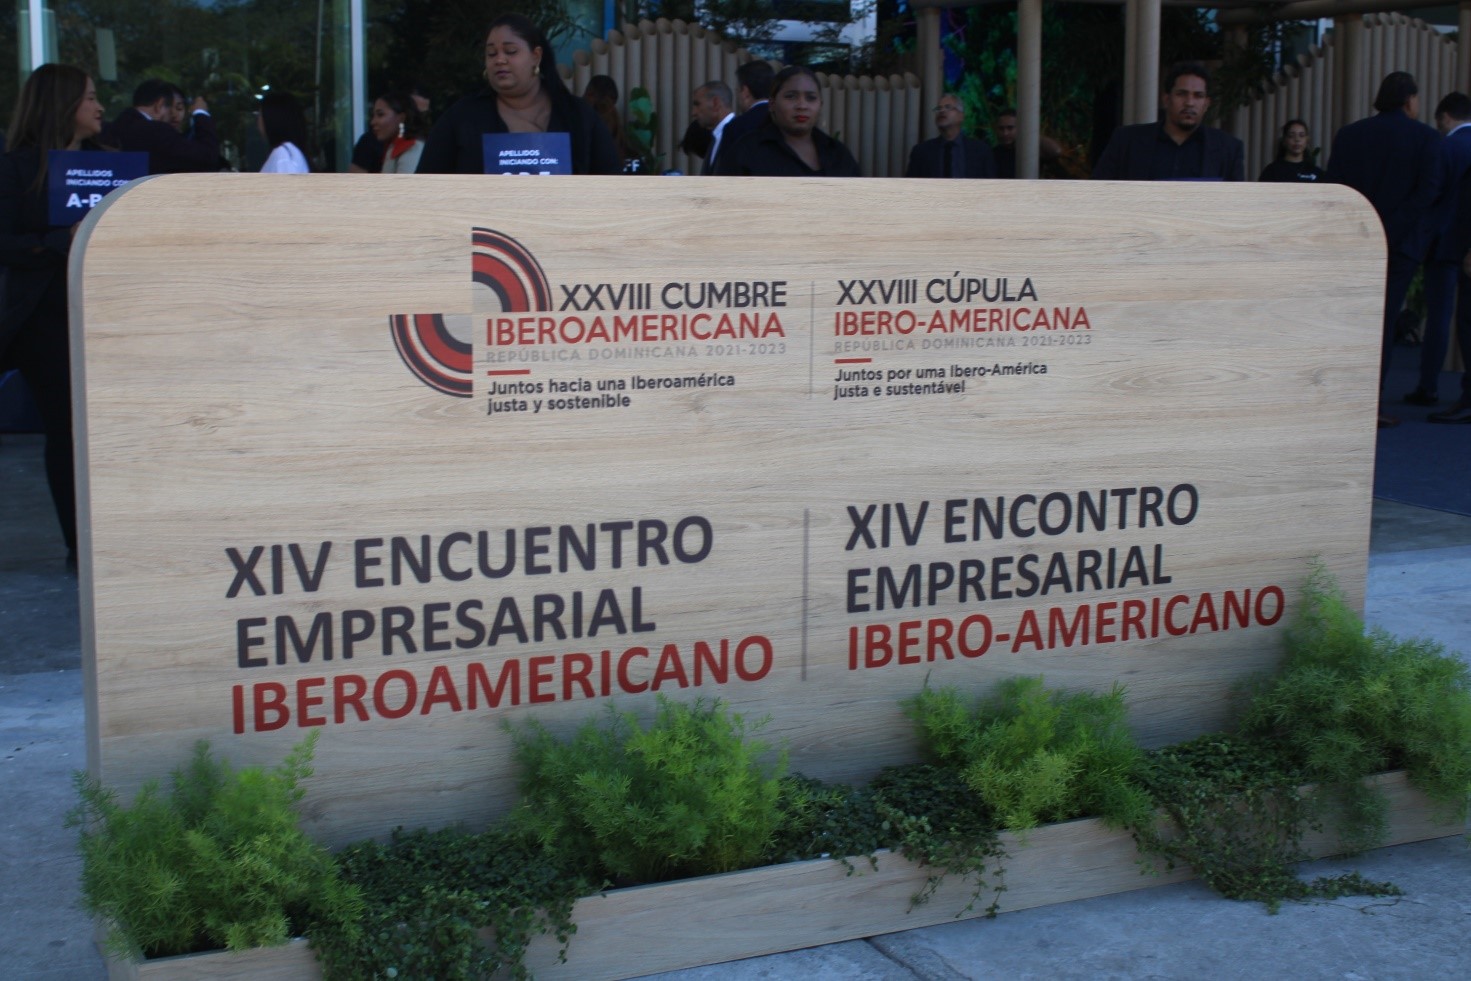 APELLIDOS
INICIANDO CON:
APELLIDOS
INICIANDO CON:
XXVIII CUMBRE
IBEROAMERICANA
REPÚBLICA DOMINICANA 2021-2023
Juntos hacia una Iberoamérica
justa y sostenible
XXVIII CÚPULA
IBERO-AMERICANA
REPÚBLICA DOMINICANA 2021-2023
Juntos por uma Ibero-América
justa e sustentável
XIV ENCUENTRO
EMPRESARIAL
IBEROAMERICANO
XIV ENCONTRO
EMPRESARIAL
IBERO-AMERICANO